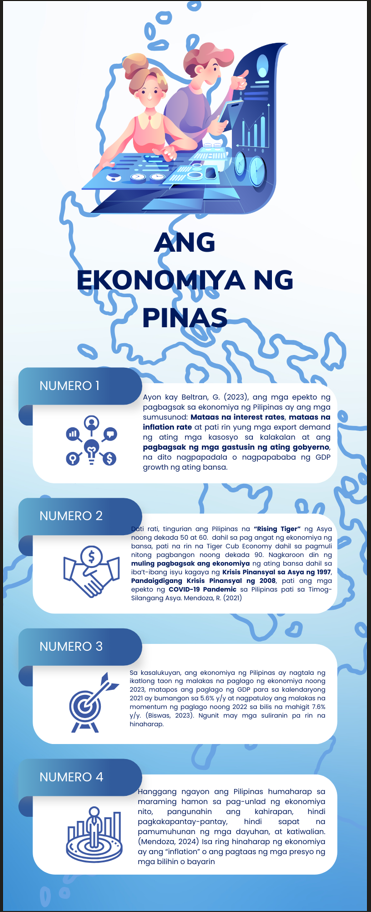 ANG
EKONOMIYA NG
PINAS
NUMERO 1
Ayon kay Beltran, G. (2023), ang mga epekto ng
pagbagsak sa ekonomiya ng Pilipinas ay ang mga
sumusunod: Mataas na interest rates, mataas na
inflation rate at pati rin yung mga export demand
ng ating mga kasosyo sa kalakalan at ang
pagbagsak ng mga gastusin ng ating gobyerno,
na dito nagpapadala o nagpapababa ng GDP
growth ng ating bansa.
NUMERO 2
Dati rati, tingurian ang Pilipinas na “Rising Tiger” ng Asya
noong dekada 50 at 60. dahil sa pag angat ng ekonomiya ng
bansa, pati na rin na Tiger Cub Economy dahil sa pagmuli
nitong pagbangon noong dekada 90. Nagkaroon din ng
muling pagbagsak ang ekonomiya ng ating bansa dahil sa
iba't-ibang isyu kagaya ng Krisis Pinansyal sa Asya ng 1997,
Pandaigdigang Krisis Pinansyal ng 2008, pati ang mga
epekto ng COVID-19 Pandemic sa Pilipinas pati sa Timog-
Silangang Asya. Mendoza, R. (2021)
NUMERO 3
Sa kasalukuyan, ang ekonomiya ng Pilipinas ay nagtala ng
ikatlong taon ng malakas na paglago ng ekonomiya noong
2023, matapos ang paglago ng GDP para sa kalendaryong
2021 ay bumangon sa 5.6% y/y at nagpatuloy ang malakas na
momentum ng paglago noong 2022 sa bilis na mahigit 7.6%
y/y. (Biswas, 2023). Ngunit may mga suliranin pa rin na
hinaharap.
NUMERO 4
Hanggang ngayon ang Pilipinas humaharap sa
maraming hamon sa pag-unlad ng ekonomiya
nito, pangunahin ang kahirapan, hindi
pagkakapantay-pantay, hindi sapat na
pamumuhunan ng mga dayuhan, at katiwalian.
(Mendoza, 2024) Isa ring hinaharap ng ekonomiya
ay ang “inflation” o ang pagtaas ng mga presyo ng
mga bilihin o bayarin